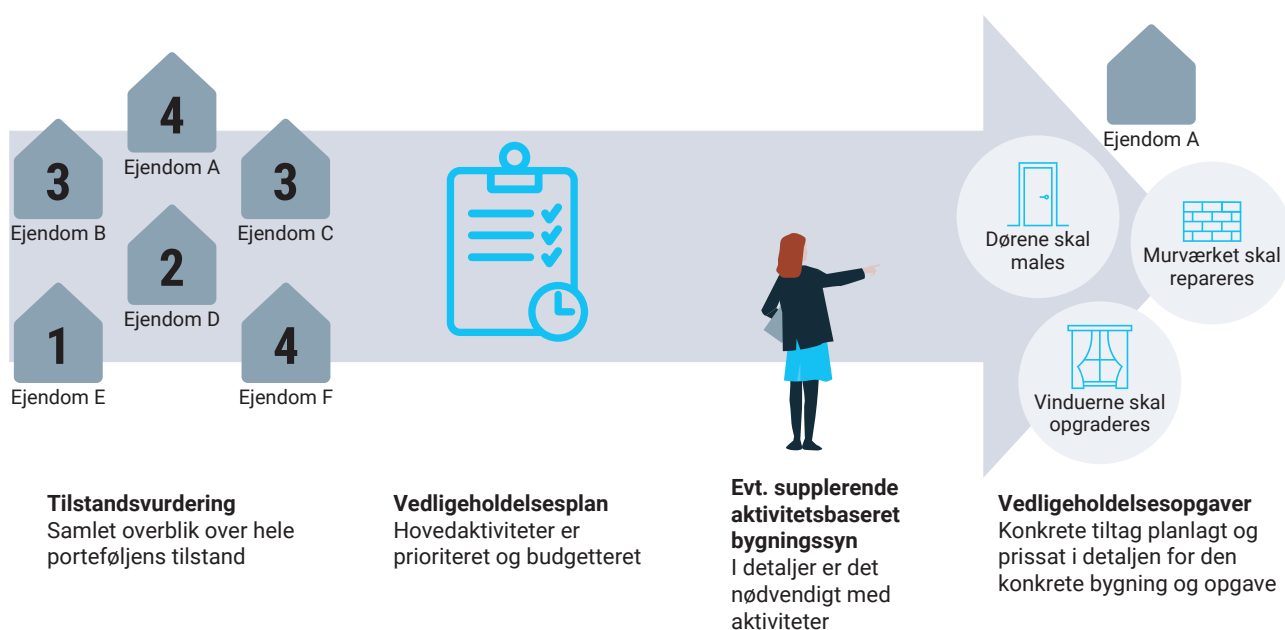 4
Ejendom A
3
Ejendom B
3
Ejendom C
2
Ejendom D
1
Ejendom E
4
Ejendom F
Ejendom A
Dørene skal
males
Murværket skal
repareres
Vinduerne skal
opgraderes
Tilstandsvurdering
Samlet overblik over hele
porteføljens tilstand
Vedligeholdelsesplan
Hovedaktiviteter er
prioriteret og budgetteret
Evt. supplerende
aktivitetsbaseret
bygningssyn
I detaljer er det
nødvendigt med
aktiviteter
Vedligeholdelsesopgaver
Konkrete tiltag planlagt og
prissat i detaljen for den
konkrete bygning og opgave